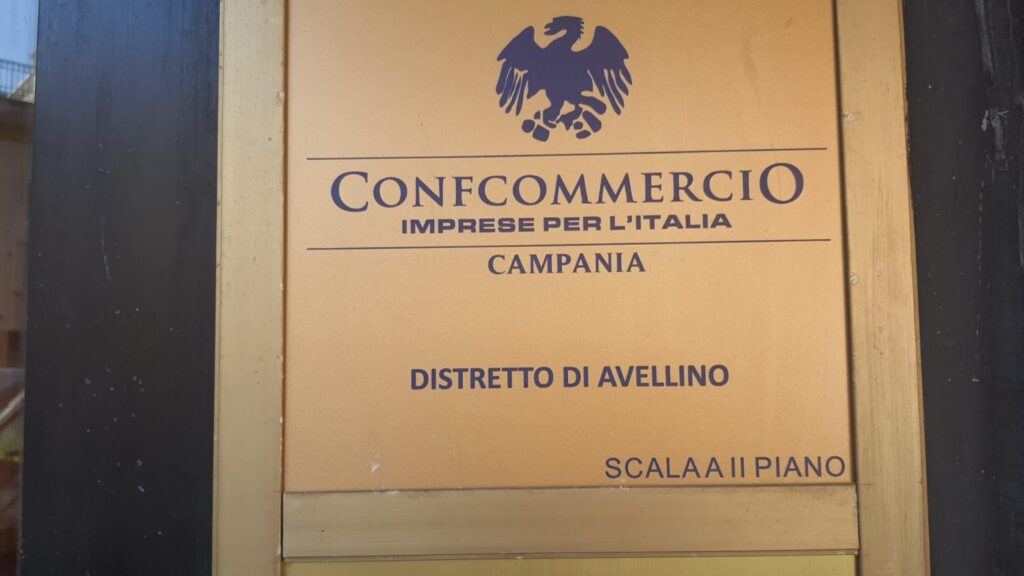 CONFCOMMERCIO
IMPRESE PER L'ITALIA
CAMPANIA
DISTRETTO DI AVELLINO
SCALA A II PIANO